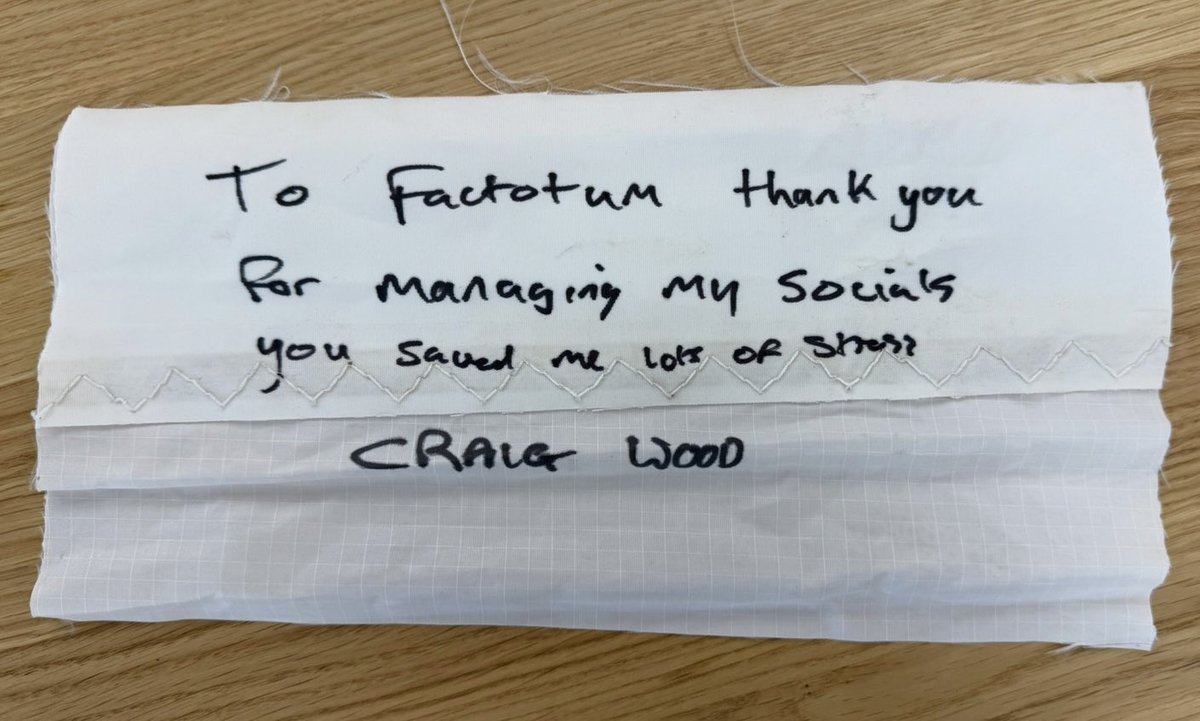 To Factotum thank you
for managing my socials
you saved me lots of stress
CRAIG WOOD